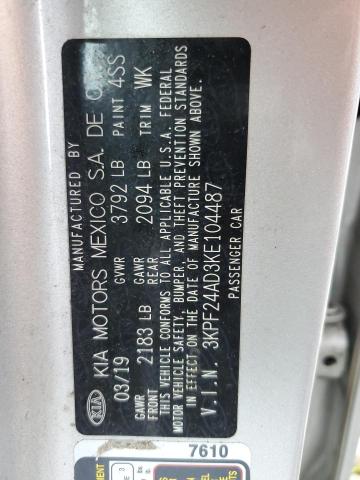 MANUFACTURED BY
KIA KIA MOTORS MEXICO S.A. DE C
03/19 GVWR 3792 LB PAINT 4SS
GAWR FRONT 2183 LB GAWR REAR 2094 LB TRIM WK
THIS VEHICLE CONFORMS TO ALL APPLICABLE U.S.A. FEDERAL
MOTOR VEHICLE SAFETY, BUMPER, AND THEFT PREVENTION STANDARDS
IN EFFECT ON THE DATE OF MANUFACTURE SHOWN ABOVE.
V.I.N. 3KPF24AD3KE104487
PASSENGER CAR
7610